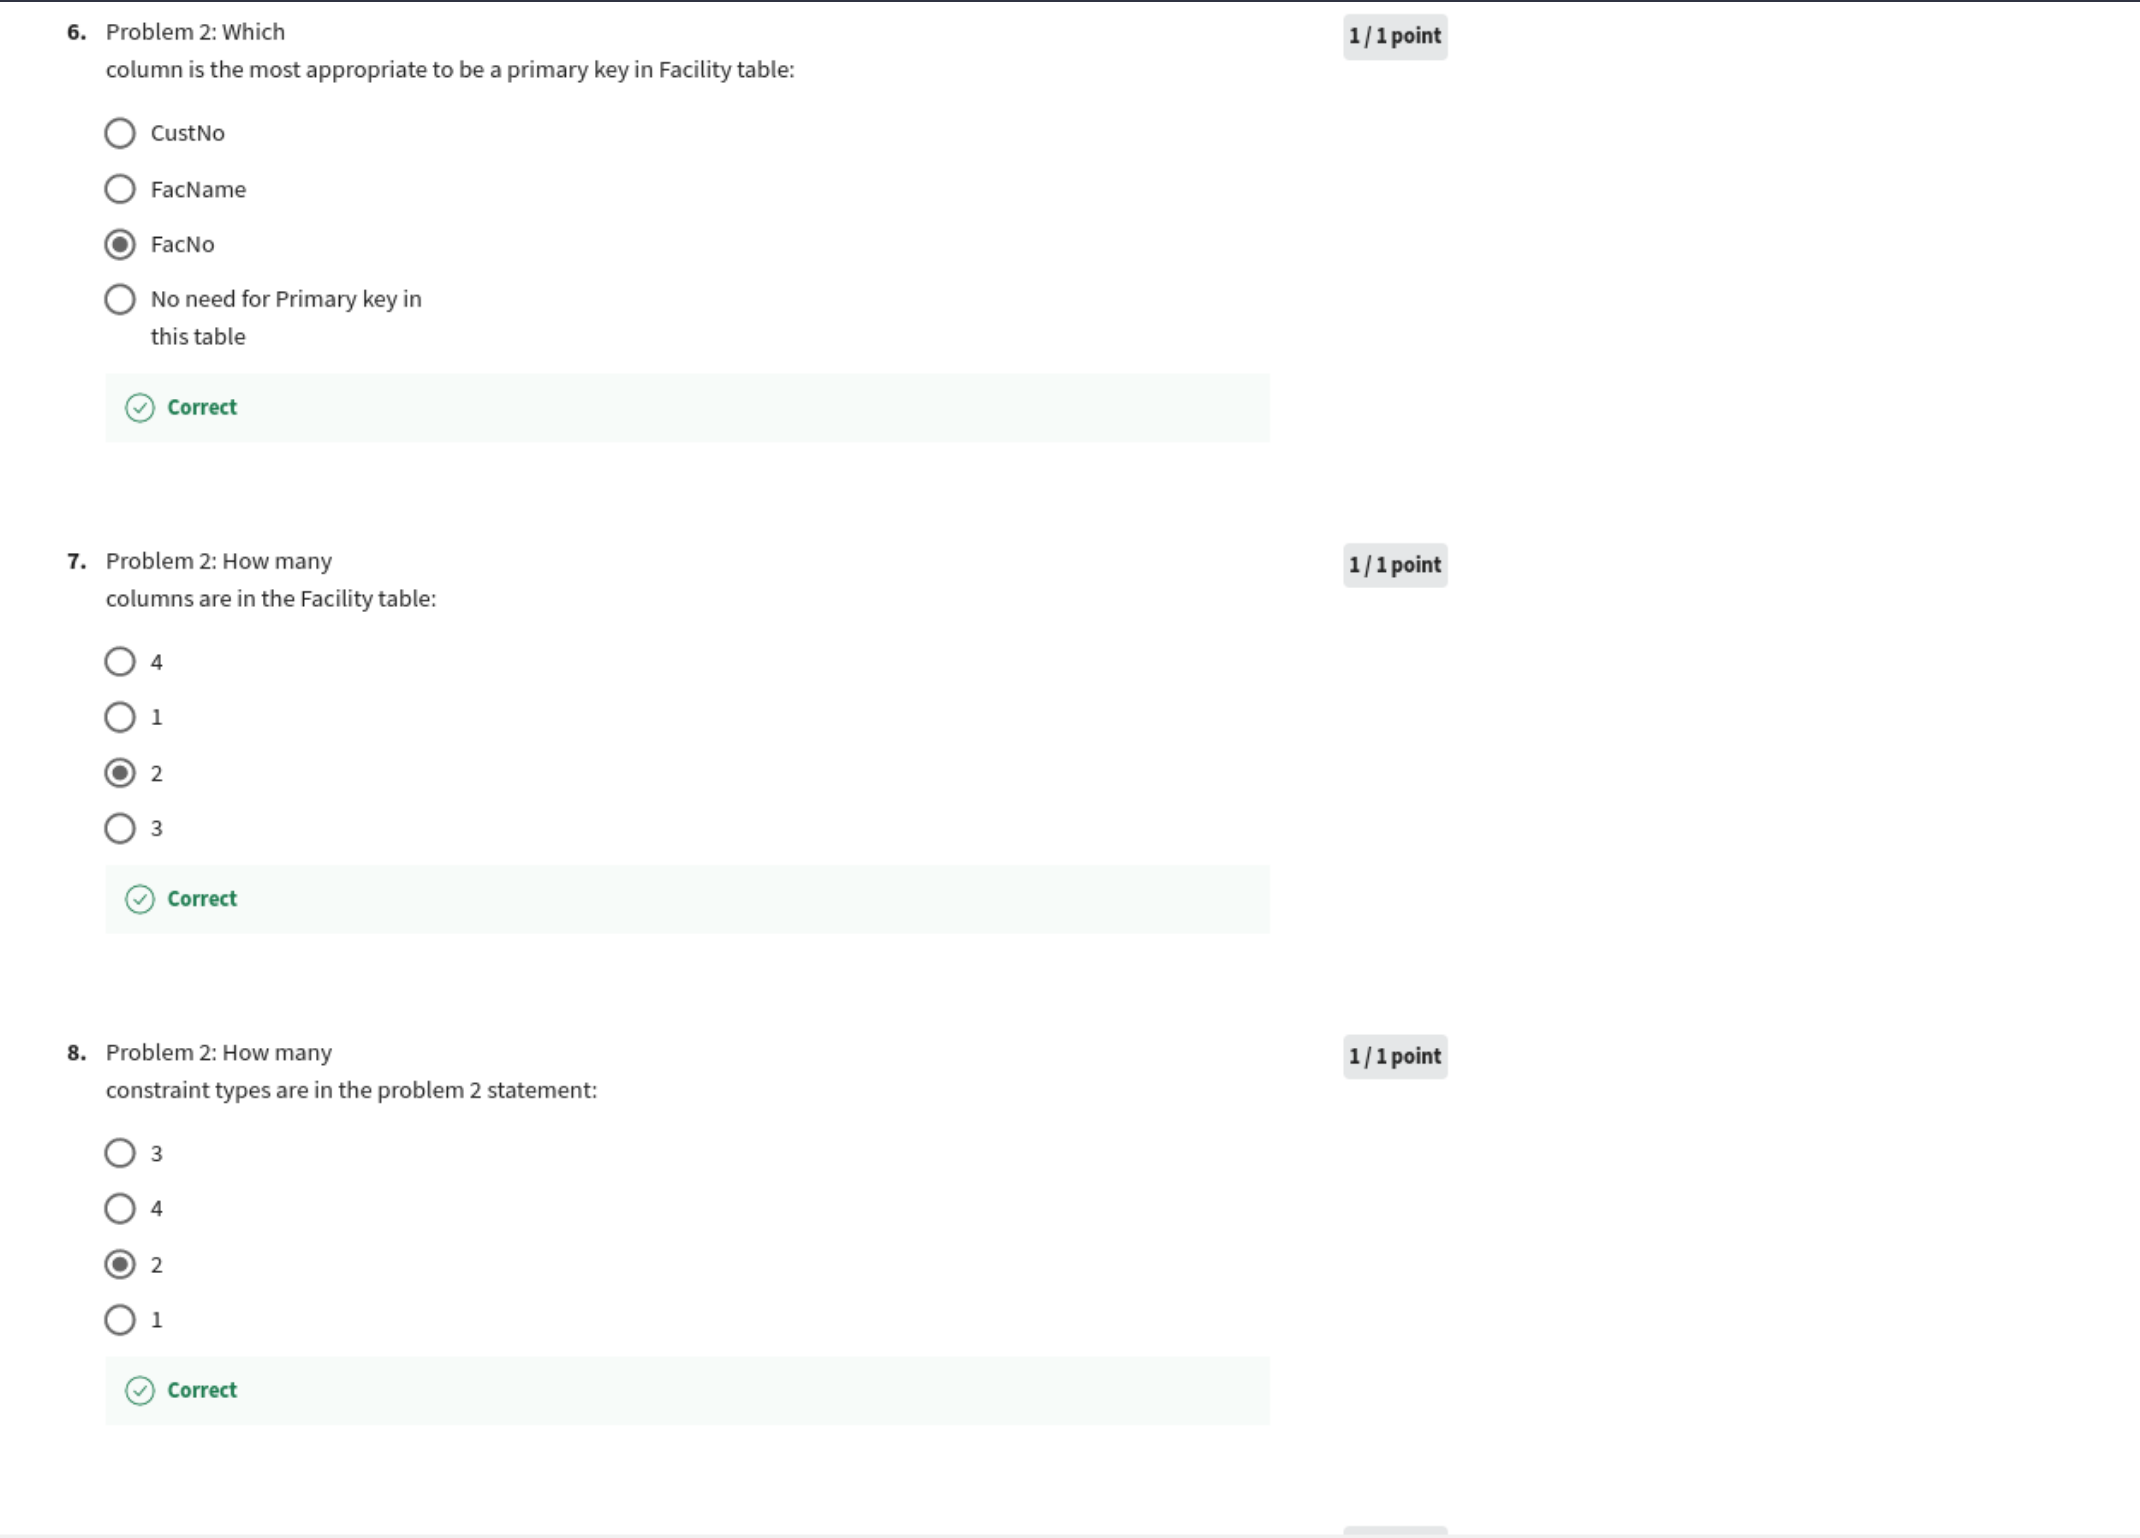 6. Problem 2: Which
1 / 1 point
column is the most appropriate to be a primary key in Facility table:
CustNo
FacName
FacNo
No need for Primary key in
this table
Correct
7. Problem 2: How many
1 / 1 point
columns are in the Facility table:
4
1
2
3
Correct
8. Problem 2: How many
1 / 1 point
constraint types are in the problem 2 statement:
3
4
2
1
Correct